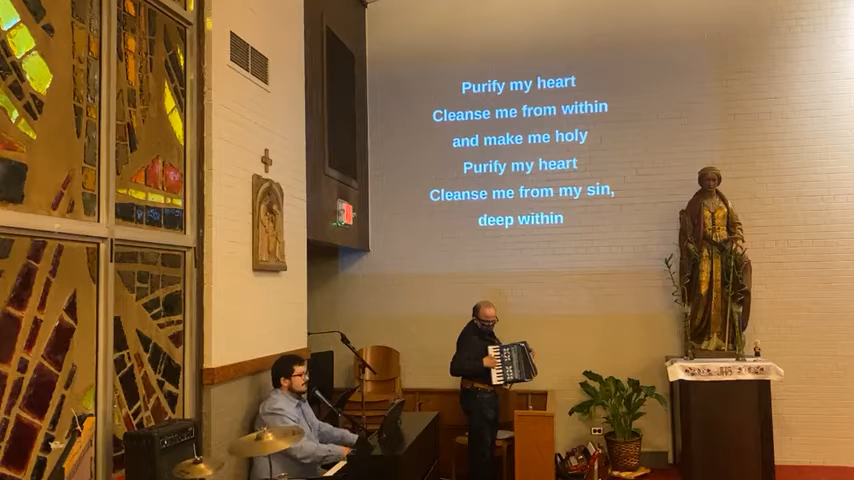 Purify my heart
Cleanse me from within
and make me holy
Purify my heart
Cleanse me from my sin,
deep within